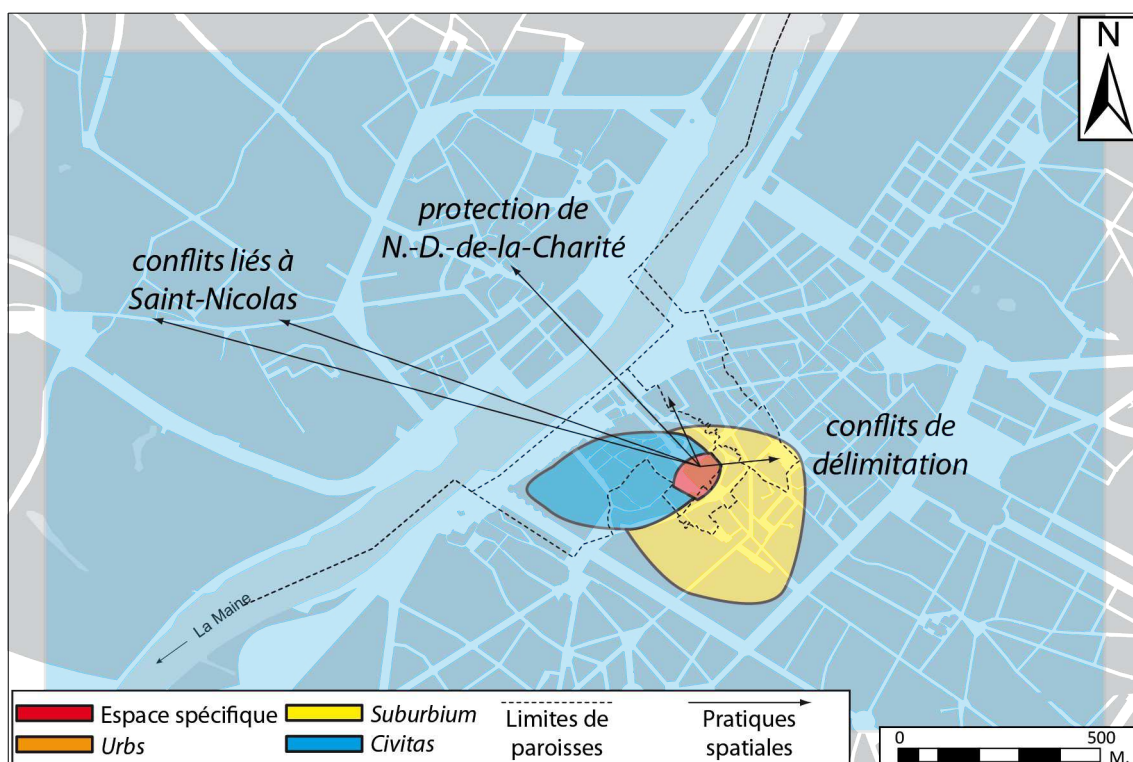 N
protection de
N.-D.-de-la-Charité
conflits liés à
Saint-Nicolas
conflits de
délimitation
La Maine
Espace spécifique
Urbs
Suburbium
Civitas
Limites de
paroisses
Pratiques
spatiales
0
500
M.